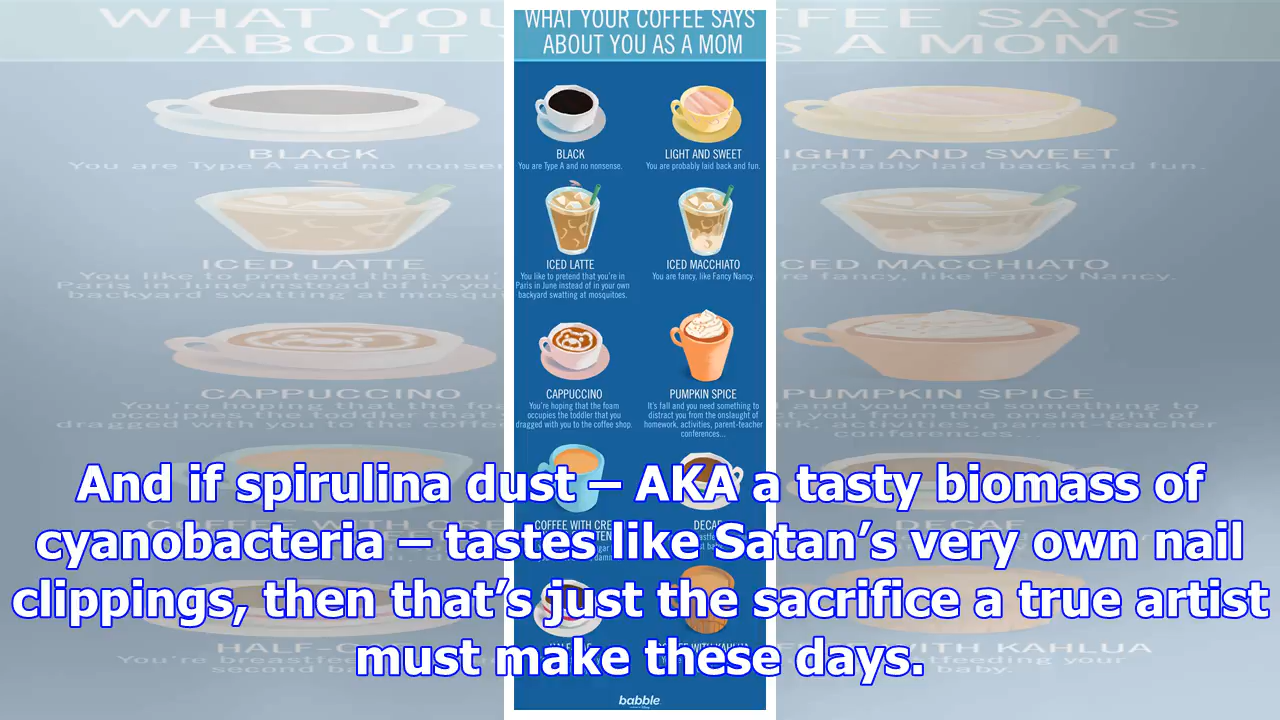 WHAT YOUR COFFEE SAYS
ABOUT YOU AS A MOM
BLACK
You are Type A and no nonsense.
LIGHT AND SWEET
You are probably laid back and fun.
ICED LATTE
You like to pretend that you're in
Paris in June instead of in your own
backyard swatting at mosquitoes.
ICED MACCHIATO
You are fancy, like Fancy Nancy.
CAPPUCCINO
You're hoping that the foam
occupies the toddler that you
dragged with you to the coffee shop.
PUMPKIN SPICE
It's fall and you need something to
distract you from the onslaught of
homework, activities, parent-teacher
conferences...
COFFEE WITH CRE
DECAF
And if spirulina dust – AKA a tasty biomass of
cyanobacteria – tastes like Satan’s very own nail
clippings, then that’s just the sacrifice a true artist
must make these days.
WITH KAHLUA
babble